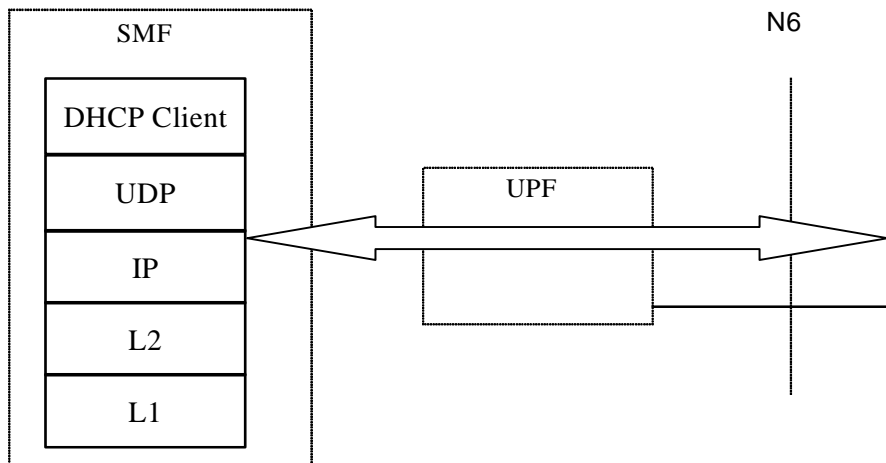 SMF
N6
DHCP Client
UDP
UPF
IP
L2
L1